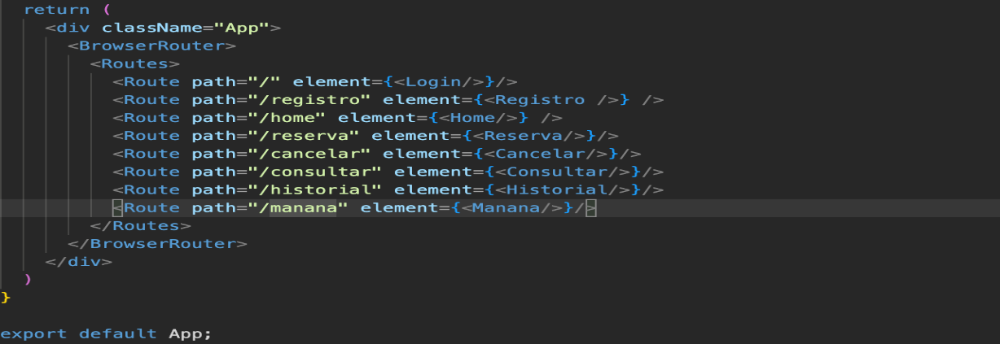 return (
<div className="App">
<BrowserRouter>
<Routes>
<Route path="/" element={<Login/>}/>
<Route path="/registro" element={<Registro />} />
<Route path="/home" element={<Home/>} />
<Route path="/reserva" element={<Reserva/>}/>
<Route path="/cancelar" element={<Cancelar/>}/>
<Route path="/consultar" element={<Consultar/>}/>
<Route path="/historial" element={<Historial/>}/>
<Route path="/manana" element={<Manana/>}/>
</Routes>
</BrowserRouter>
</div>
)
}
export default App;